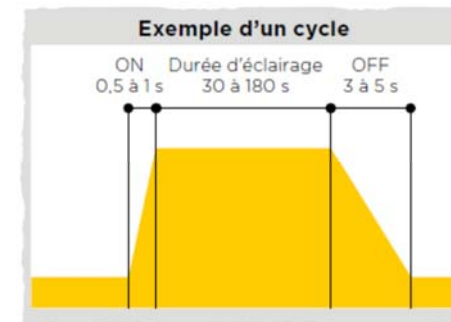 Exemple d'un cycle
ON Durée d'éclairage OFF
0,5 à 1 s 30 à 180 s 3 à 5 s